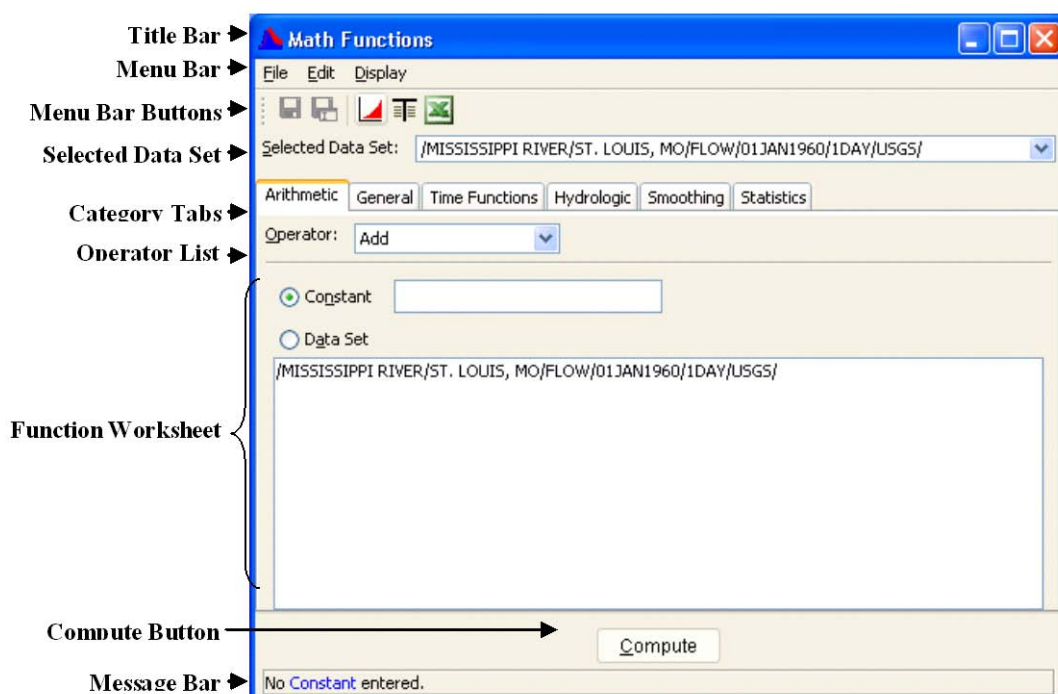 Title Bar
Math Functions
Menu Bar
File Edit Display
Menu Bar Buttons
Selected Data Set
Selected Data Set: /MISSISSIPPI RIVER/ST. LOUIS, MO/FLOW/01JAN1960/1DAY/USGS/
Category Tabs
Arithmetic General Time Functions Hydrologic Smoothing Statistics
Operator List
Operator: Add
Function Worksheet
Constant
Data Set
/MISSISSIPPI RIVER/ST. LOUIS, MO/FLOW/01JAN1960/1DAY/USGS/
Compute Button
Compute
Message Bar
No Constant entered.